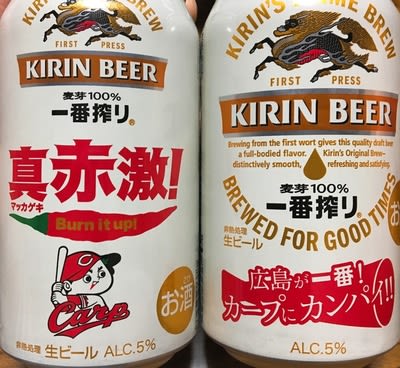 KIRIN'S PRIME BREW
FIRST PRESS
KIRIN BEER
麦芽100%
一番搾り®
真赤激!
マッカゲキ
Burn it up!
Carp
お酒
非熱処理 生ビール ALC.5%
FIRST PRESS
KIRIN BEER
Brewing from the first wort gives this quality draft beer
a full-bodied flavor. Kirin's Original Brew–
distinctively smooth, refreshing and satisfying.
麦芽100%
一番搾り®
BREWED FOR GOOD TIMES
お
非熱処理
生ビール
広島が一番!
カープにカンパイ!!
ALC.5%